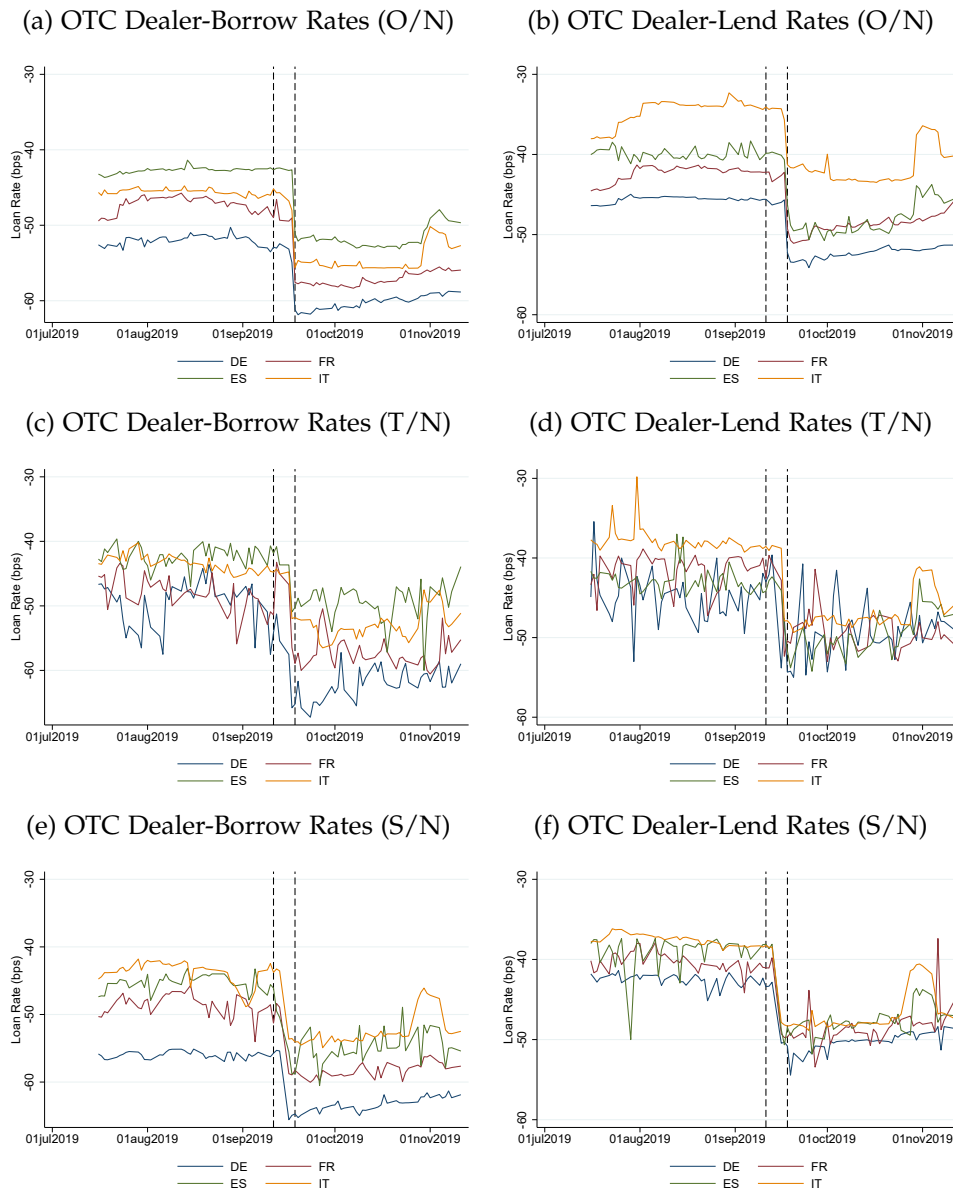 (a) OTC Dealer-Borrow Rates (O/N)
(b) OTC Dealer-Lend Rates (O/N)
Loan Rate (bps)
-30
-40
-50
-60
01jul2019 01aug2019 01sep2019 01oct2019 01nov2019
DE FR
ES IT
Loan Rate (bps)
-30
-40
-50
-60
01jul2019 01aug2019 01sep2019 01oct2019 01nov2019
DE FR
ES IT
(c) OTC Dealer-Borrow Rates (T/N)
(d) OTC Dealer-Lend Rates (T/N)
Loan Rate (bps)
-30
-40
-50
-60
01jul2019 01aug2019 01sep2019 01oct2019 01nov2019
DE FR
ES IT
Loan Rate (bps)
-30
-40
-50
-60
01jul2019 01aug2019 01sep2019 01oct2019 01nov2019
DE FR
ES IT
(e) OTC Dealer-Borrow Rates (S/N)
(f) OTC Dealer-Lend Rates (S/N)
Loan Rate (bps)
-30
-40
-50
-60
01jul2019 01aug2019 01sep2019 01oct2019 01nov2019
DE FR
ES IT
Loan Rate (bps)
-30
-40
-50
-60
01jul2019 01aug2019 01sep2019 01oct2019 01nov2019
DE FR
ES IT